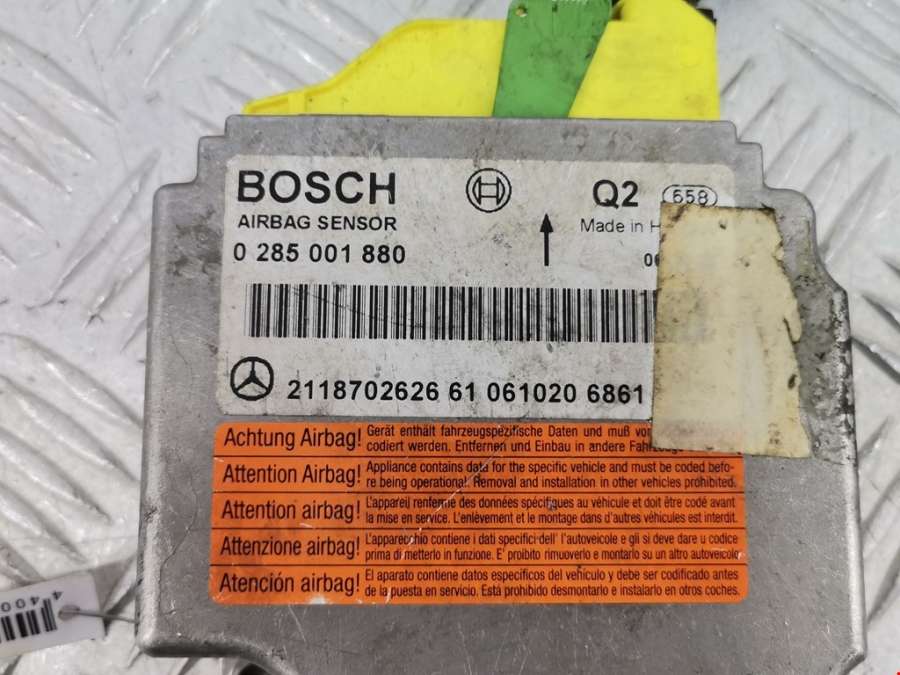 BOSCH
Q2
658
AIRBAG SENSOR
Made in
0 285 001 880
2118702626 61 061020 6861
Achtung Airbag! Gerät enthält fahrzeugspezifische Daten und muß
codiert werden. Entfernen und Einbau in andere
Attention Airbag! Appliance contains data for the specific vehicle and must be coded befo-
re being operational. Removal and installation in other vehicles prohibited.
Attention airbag! L'appareil renferme des données spécifiques au véhicule et doit être codé avant
la mise en service. L'enlèvement et le montage dans d'autres véhicules est interdit.
Attenzione airbag! L'apparecchio contiene i dati specifici dell' l'autoveicolo e gli si deve dare u codice
prima di metterlo in funzione. E' proibito rimuoverlo e montarlo su un altro autoveicolo
Atención airbag! El aparato contiene datos especificos del vehículo y debe ser codificado antes
de la puesta en servicio. Está prohibido desmontarlo e instalarlo en otros coches.